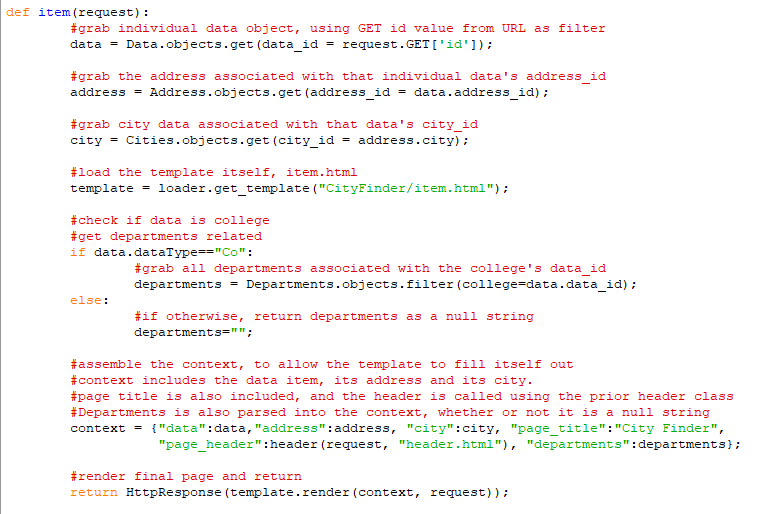 def item(request):
#grab individual data object, using GET id value from URL as filter
data = Data.objects.get(data_id = request.GET['id']);
#grab the address associated with that individual data's address_id
address = Address.objects.get(address_id = data.address_id);
#grab city data associated with that data's city_id
city = Cities.objects.get(city_id = address.city);
#load the template itself, item.html
template = loader.get_template("CityFinder/item.html");
#check if data is college
#get departments related
if data.dataType=="Co":
#grab all departments associated with the college's data_id
departments = Departments.objects.filter(college=data.data_id);
else:
#if otherwise, return departments as a null string
departments="";
#assemble the context, to allow the template to fill itself out
#context includes the data item, its address and its city.
#page title is also included, and the header is called using the prior header class
#Departments is also parsed into the context, whether or not it is a null string
context = {"data":data,"address":address, "city":city, "page_title":"City Finder",
"page_header":header(request, "header.html"), "departments":departments};
#render final page and return
return HttpResponse(template.render(context, request));